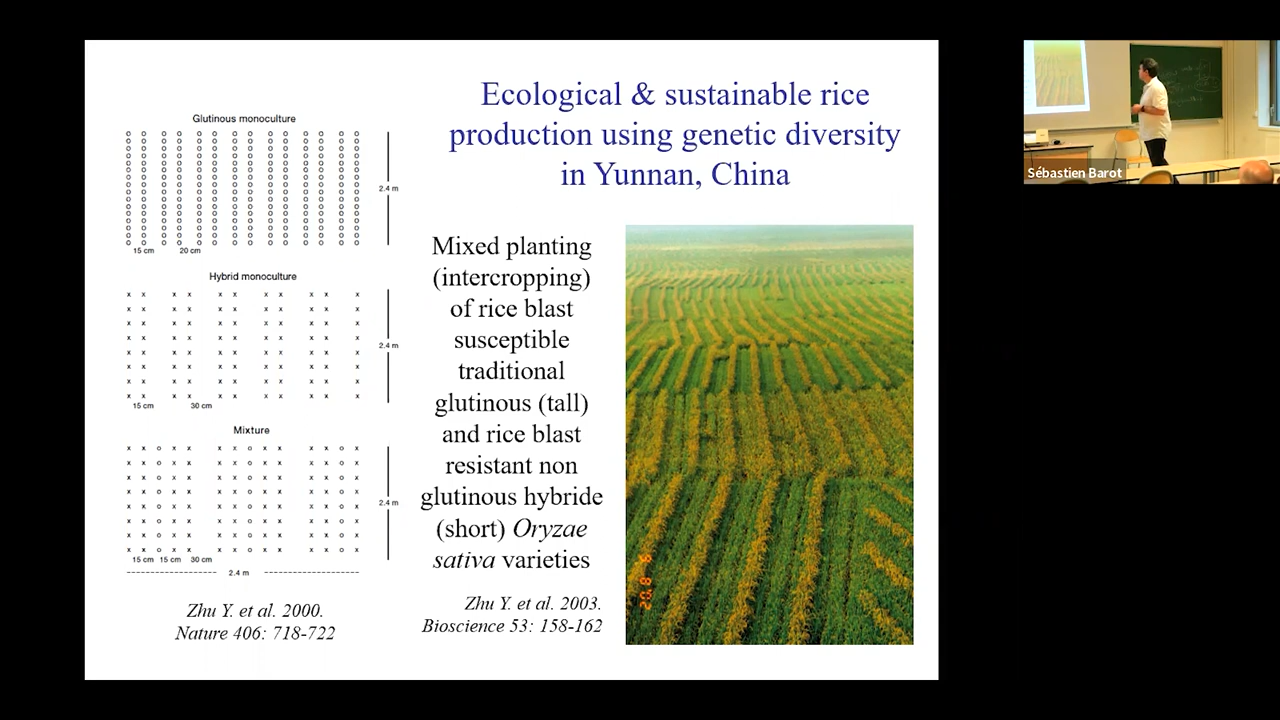 Ecological & sustainable rice
production using genetic diversity
in Yunnan, China
Glutinous monoculture
2.4 m
15 cm 20 cm
Hybrid monoculture
2.4 m
15 cm 30 cm
Mixture
2.4 m
15 cm 15 cm 30 cm
2.4 m
Zhu Y. et al. 2000.
Nature 406: 718-722
Mixed planting
(intercropping)
of rice blast
susceptible
traditional
glutinous (tall)
and rice blast
resistant non
glutinous hybride
(short) Oryzae
sativa varieties
Zhu Y. et al. 2003.
Bioscience 53: 158-162
Sébastien Barot